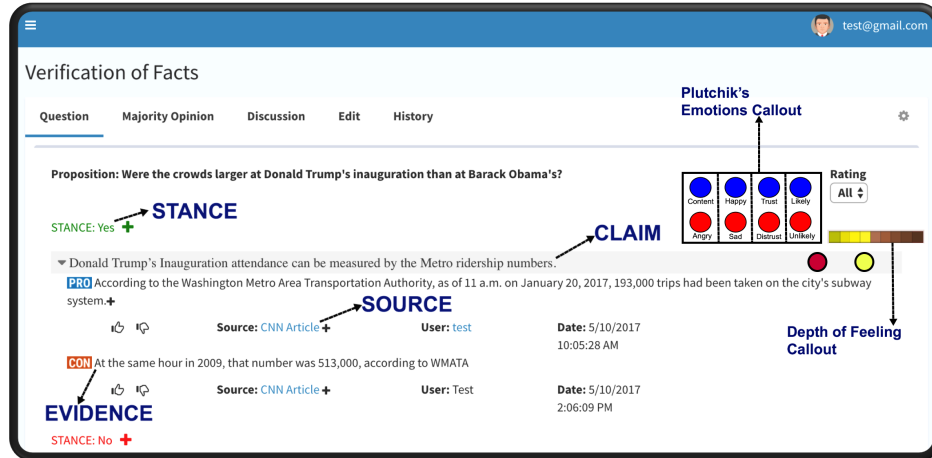 test@gmail.com
Verification of Facts
Plutchik's
Emotions Callout
Question Majority Opinion Discussion Edit History
Proposition: Were the crowds larger at Donald Trump's inauguration than at Barack Obama's?
Rating
All
Content Happy Trust Likely
Angry Sad Distrust Unlikely
STANCE
STANCE: Yes +
CLAIM
Donald Trump's Inauguration attendance can be measured by the Metro ridership numbers.
PRO According to the Washington Metro Area Transportation Authority, as of 11 a.m. on January 20, 2017, 193,000 trips had been taken on the city's subway
system.+
SOURCE
Source: CNN Article + User: test Date: 5/10/2017
10:05:28 AM
Depth of Feeling
Callout
CON At the same hour in 2009, that number was 513,000, according to WMATA
Source: CNN Article + User: Test Date: 5/10/2017
2:06:09 PM
EVIDENCE
STANCE: No +